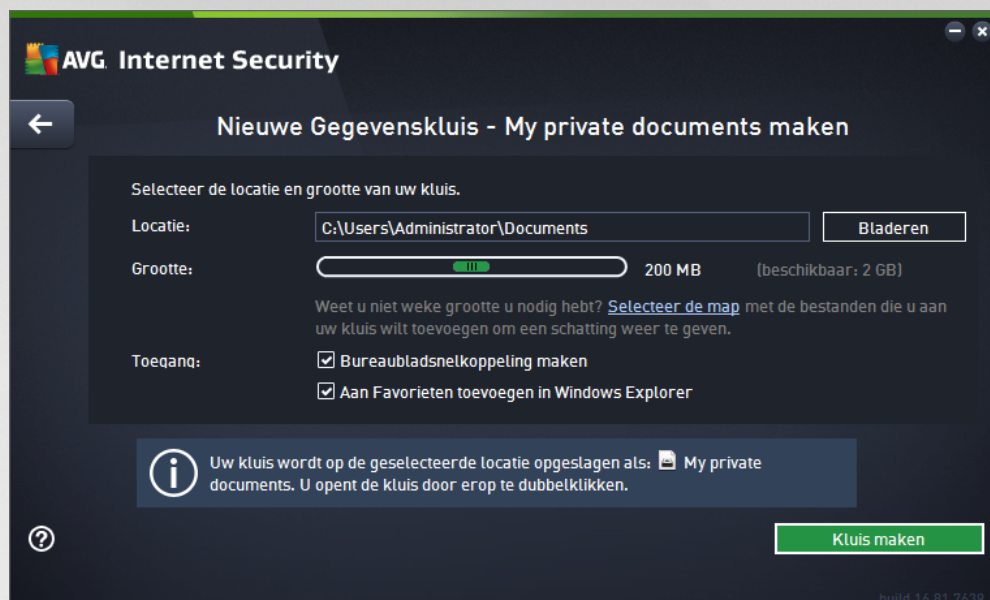 AVG. Internet Security
Nieuwe Gegevenskluis - My private documents maken
Selecteer de locatie en grootte van uw kluis.
Locatie: C:\Users\Administrator\Documents Bladeren
Grootte: 200 MB (beschikbaar: 2 GB)
Weet u niet weke grootte u nodig hebt? Selecteer de map met de bestanden die u aan
uw kluis wilt toevoegen om een schatting weer te geven.
Toegang: Bureaubladsnelkoppeling maken
Aan Favorieten toevoegen in Windows Explorer
Uw kluis wordt op de geselecteerde locatie opgeslagen als: My private
documents. U opent de kluis door erop te dubbelklikken.
Kluis maken
build 16.81.7639